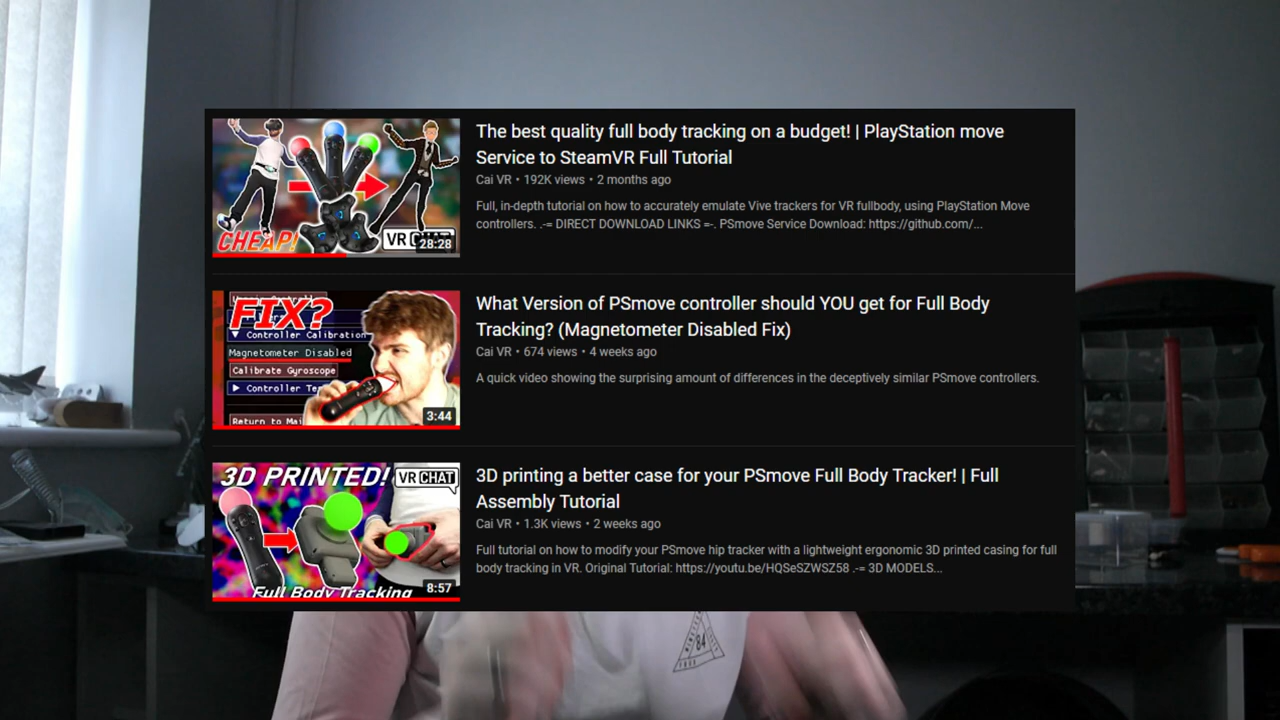 CHEAP!
VR CHAT
28:28
The best quality full body tracking on a budget! | PlayStation move
Service to SteamVR Full Tutorial
Cai VR • 192K views • 2 months ago
Full, in-depth tutorial on how to accurately emulate Vive trackers for VR fullbody, using PlayStation Move
controllers. .-= DIRECT DOWNLOAD LINKS =-. PSmove Service Download: https://github.com/...
FIX?
▼ Controller Calibration
Magnetometer Disabled
Calibrate Gyroscope
▶ Controller Te
Return to Mai
3:44
What Version of PSmove controller should YOU get for Full Body
Tracking? (Magnetometer Disabled Fix)
Cai VR • 674 views • 4 weeks ago
A quick video showing the surprising amount of differences in the deceptively similar PSmove controllers.
3D PRINTED!
VR CHAT
Full Body Tracking
8:57
3D printing a better case for your PSmove Full Body Tracker! | Full
Assembly Tutorial
Cai VR • 1.3K views • 2 weeks ago
Full tutorial on how to modify your PSmove hip tracker with a lightweight ergonomic 3D printed casing for full
body tracking in VR. Original Tutorial: https://youtu.be/HQSeSZWSZ58 .-= 3D MODELS...
84